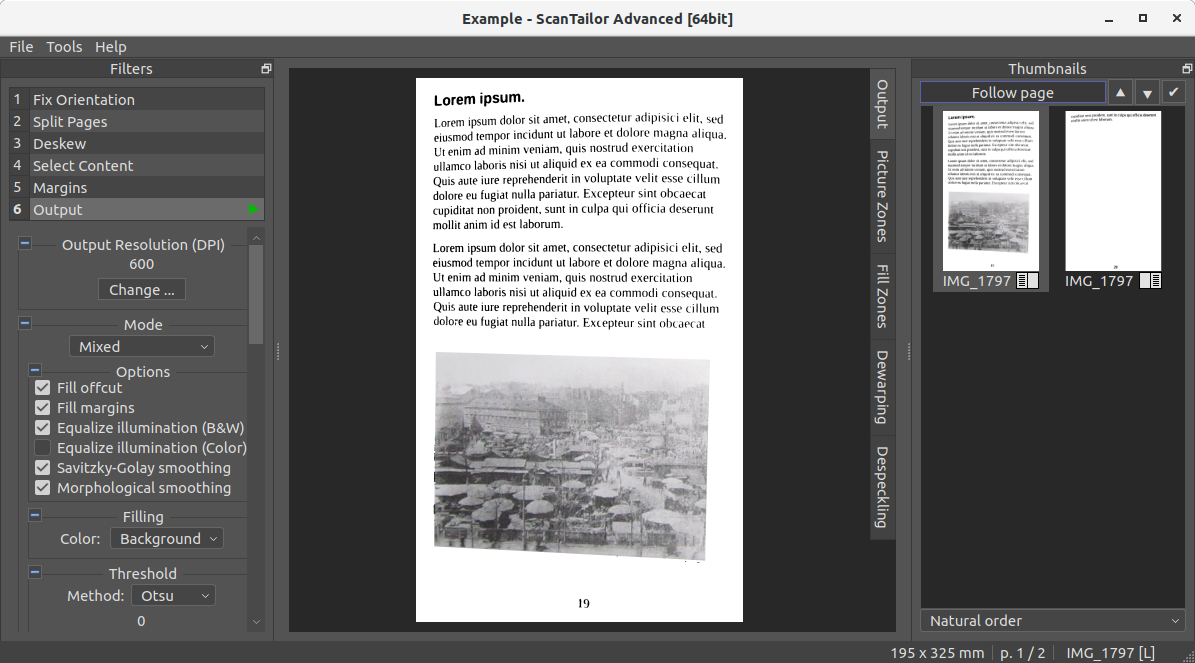 Example - ScanTailor Advanced [64bit]
File Tools Help
Filters
1 Fix Orientation
2 Split Pages
3 Deskew
4 Select Content
5 Margins
6 Output
Output Resolution (DPI)
600
Change ...
Mode
Mixed
Options
Fill offcut
Fill margins
Equalize illumination (B&W)
Equalize illumination (Color)
Savitzky-Golay smoothing
Morphological smoothing
Filling
Color: Background
Threshold
Method: Otsu
0
Lorem ipsum.
Lorem ipsum dolor sit amet, consectetur adipisici elit, sed
eiusmod tempor incidunt ut labore et dolore magna aliqua.
Ut enim ad minim veniam, quis nostrud exercitation
ullamco laboris nisi ut aliquid ex ea commodi consequat.
Quis aute iure reprehenderit in voluptate velit esse cillum
dolore eu fugiat nulla pariatur. Excepteur sint obcaecat
cupiditat non proident, sunt in culpa qui officia deserunt
mollit anim id est laborum.
Lorem ipsum dolor sit amet, consectetur adipisici elit, sed
eiusmod tempor incidunt ut labore et dolore magna aliqua.
Ut enim ad minim veniam, quis nostrud exercitation
ullamco laboris nisi ut aliquid ex ea commodi consequat.
Quis aute iure reprehenderit in voluptate velit esse cillum
dolore eu fugiat nulla pariatur. Excepteur sint obcaecat
19
Output
Picture Zones
Fill Zones
Dewarping
Despeckling
Thumbnails
Follow page
IMG_1797
IMG_1797
Natural order
195 x 325 mm p. 1 / 2 IMG_1797 [L]